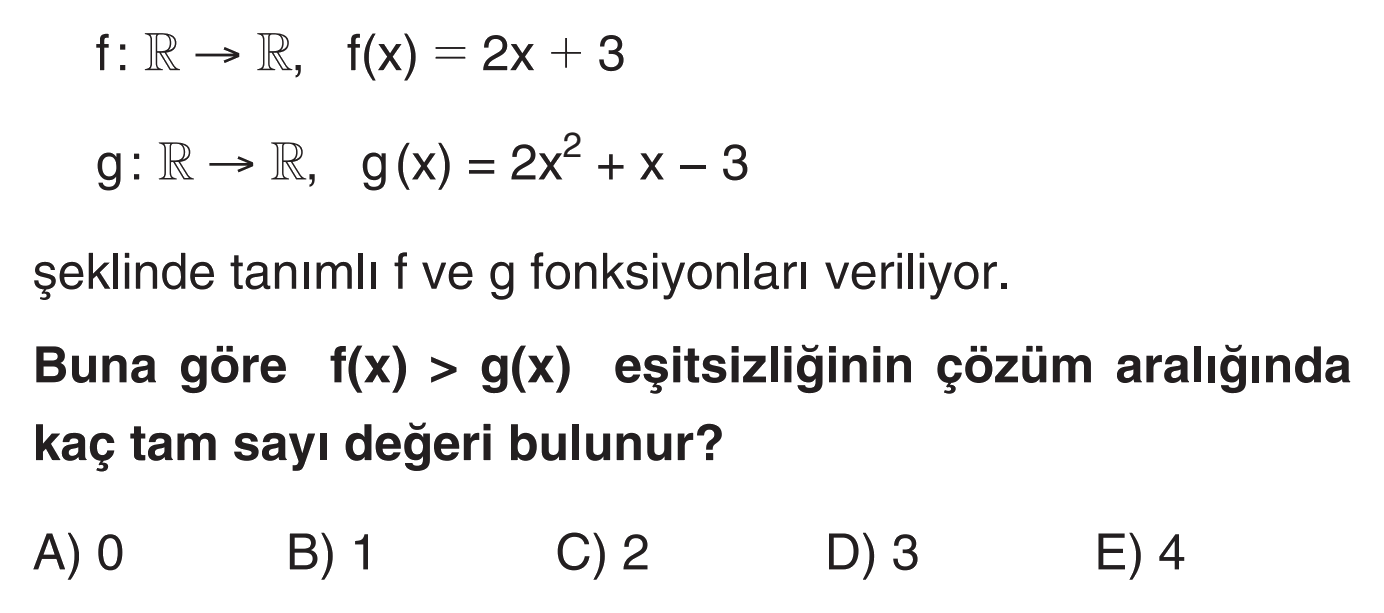 f: ℝ → ℝ, f(x) = 2x + 3
g: ℝ → ℝ, g(x) = 2x² + x – 3
şeklinde tanımlı f ve g fonksiyonları veriliyor.
Buna göre f(x) > g(x) eşitsizliğinin çözüm aralığında
kaç tam sayı değeri bulunur?
A) 0 B) 1 C) 2 D) 3 E) 4